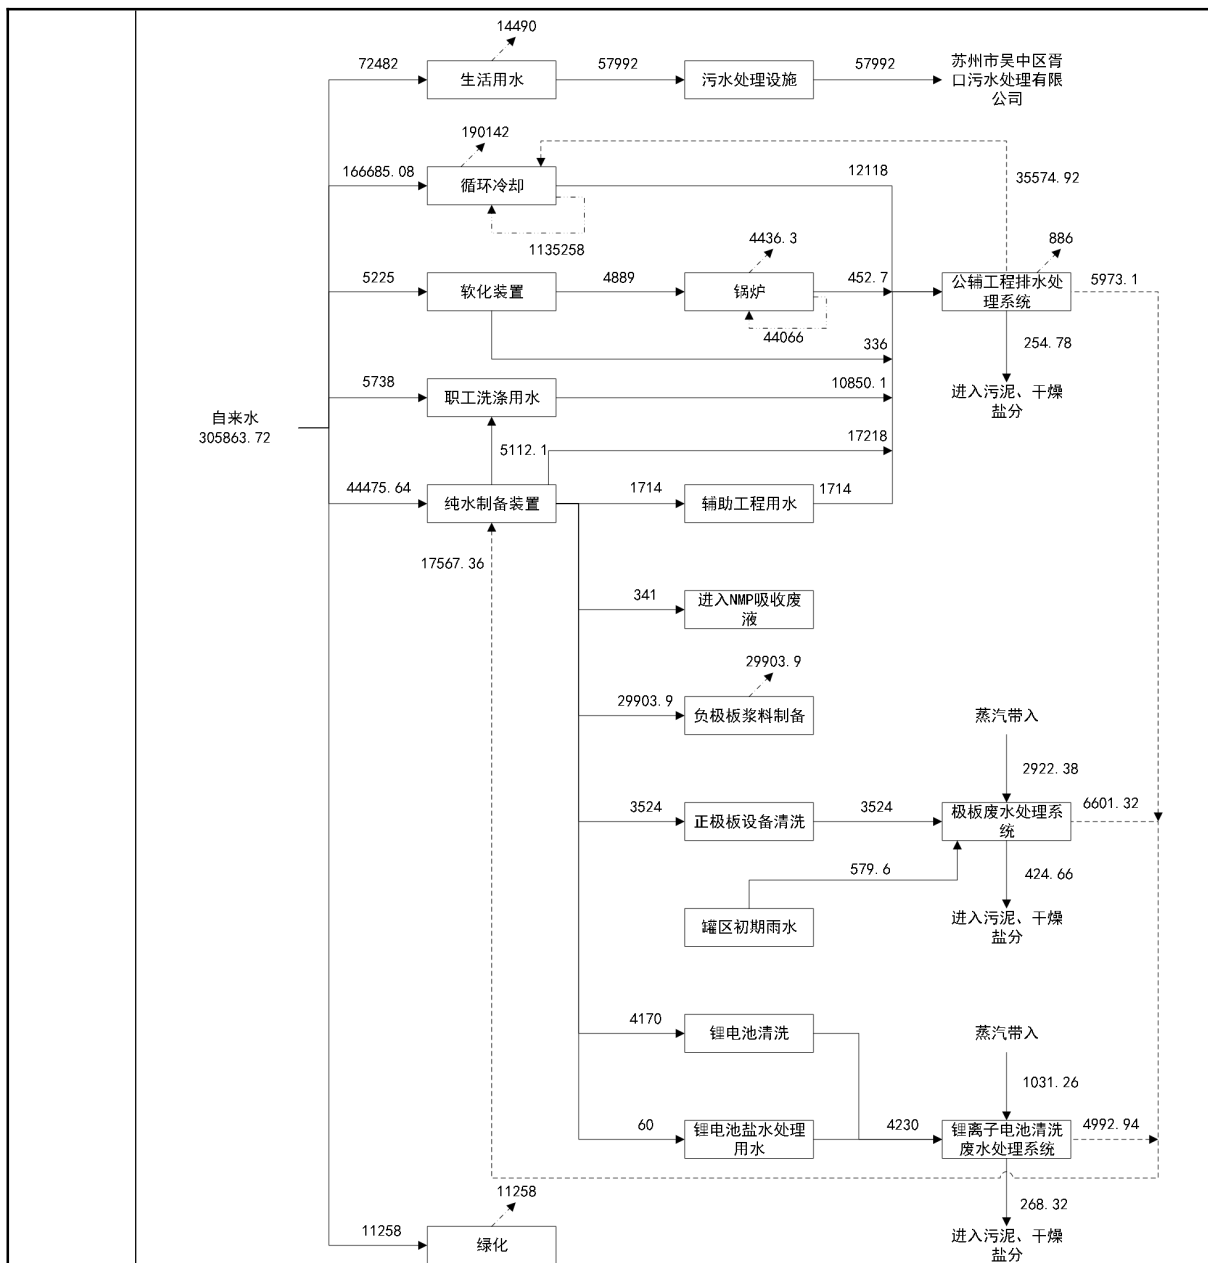 14490
72482
生活用水
57992
污水处理设施
57992
苏州市吴中区胥
口污水处理有限
公司
190142
166685.08
循环冷却
12118
35574.92
1135258
4436.3
886
5225
软化装置
4889
锅炉
452.7
公辅工程排水处
理系统
5973.1
44066
336
254.78
5738
职工洗涤用水
10850.1
进入污泥、干燥
盐分
自来水
305863.72
5112.1
17218
44475.64
纯水制备装置
1714
辅助工程用水
1714
17567.36
341
进入NMP吸收废
液
29903.9
29903.9
负极板浆料制备
蒸汽带入
2922.38
3524
正极板设备清洗
3524
极板废水处理系
统
6601.32
579.6
424.66
罐区初期雨水
进入污泥、干燥
盐分
4170
锂电池清洗
蒸汽带入
1031.26
60
锂电池盐水处理
用水
4230
锂离子电池清洗
废水处理系统
4992.94
11258
268.32
11258
绿化
进入污泥、干燥
盐分